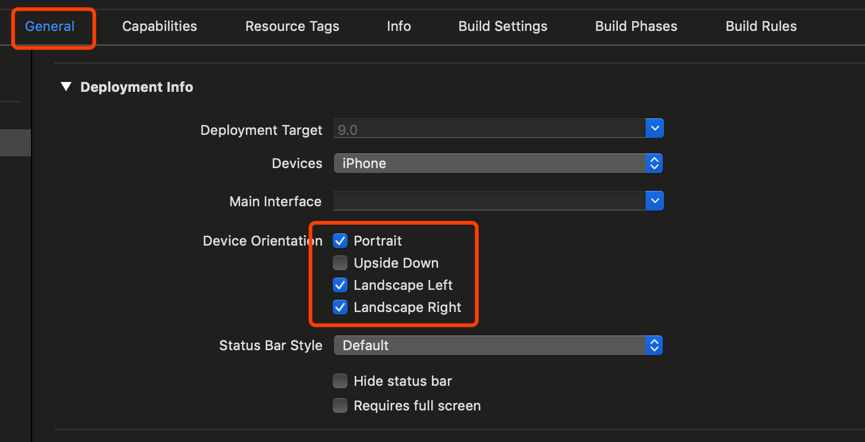 General Capabilities Resource Tags Info Build Settings Build Phases Build Rules
Deployment Info
Deployment Target 9.0
Devices iPhone
Main Interface
Device Orientation Portrait
Upside Down
Landscape Left
Landscape Right
Status Bar Style Default
Hide status bar
Requires full screen